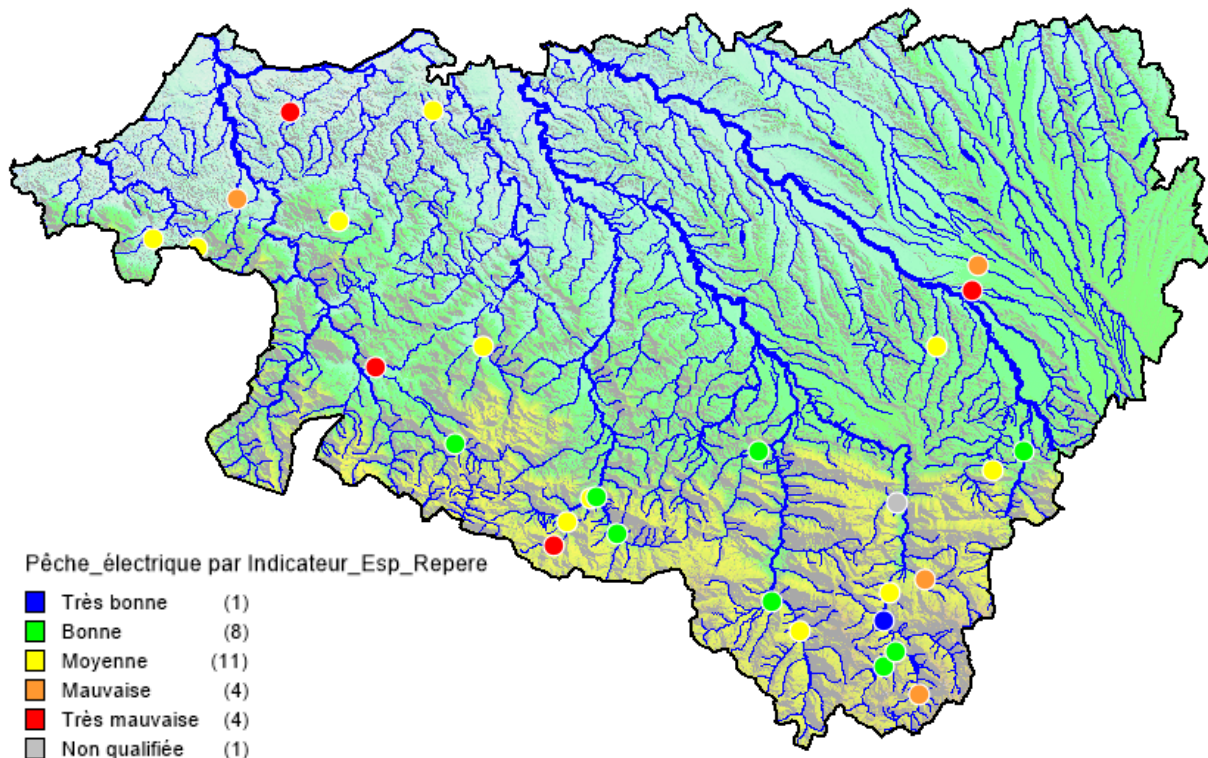 Pêche_électrique par Indicateur_Esp_Repere
Très bonne (1)
Bonne (8)
Moyenne (11)
Mauvaise (4)
Très mauvaise (4)
Non qualifiée (1)